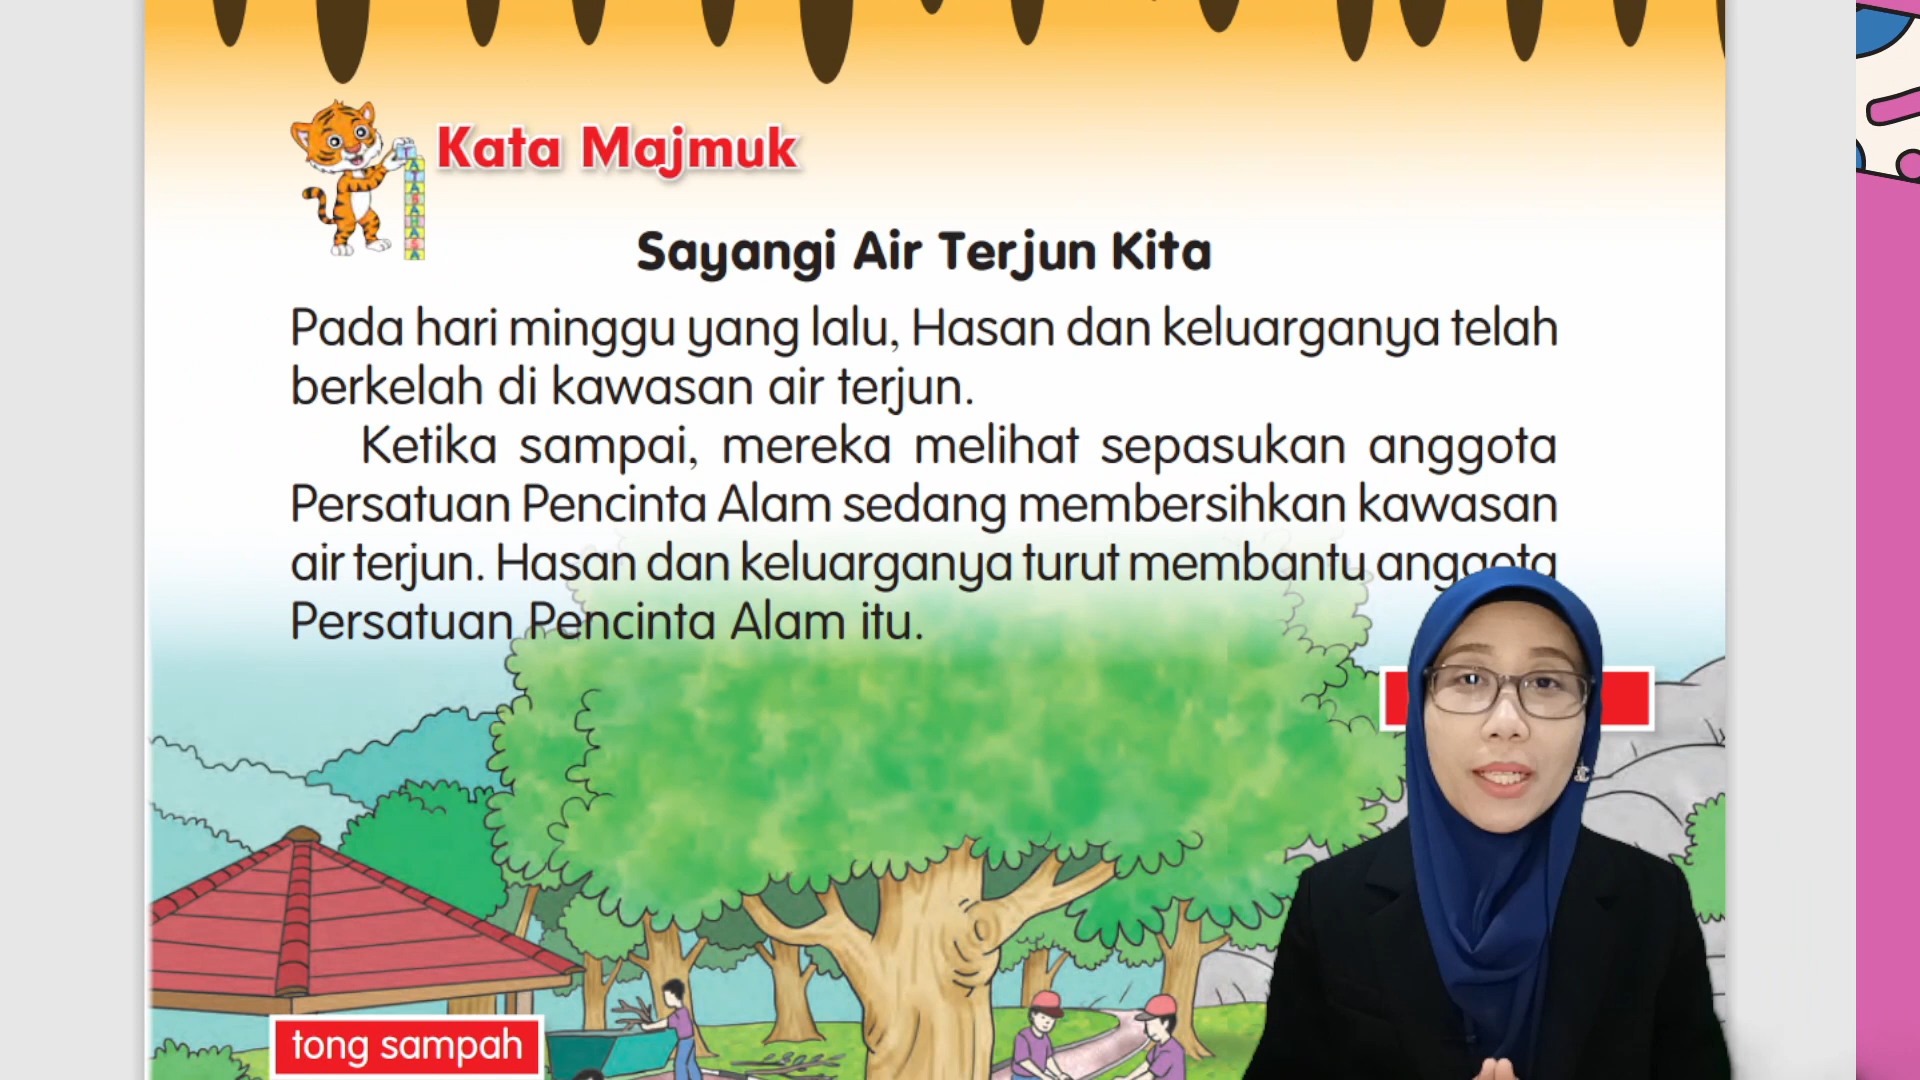 Kata Majmuk
Sayangi Air Terjun Kita
Pada hari minggu yang lalu, Hasan dan keluarganya telah
berkelah di kawasan air terjun.
Ketika sampai, mereka melihat sepasukan anggota
Persatuan Pencinta Alam sedang membersihkan kawasan
air terjun. Hasan dan keluarganya turut membantu anggota
Persatuan Pencinta Alam itu.
tong sampah